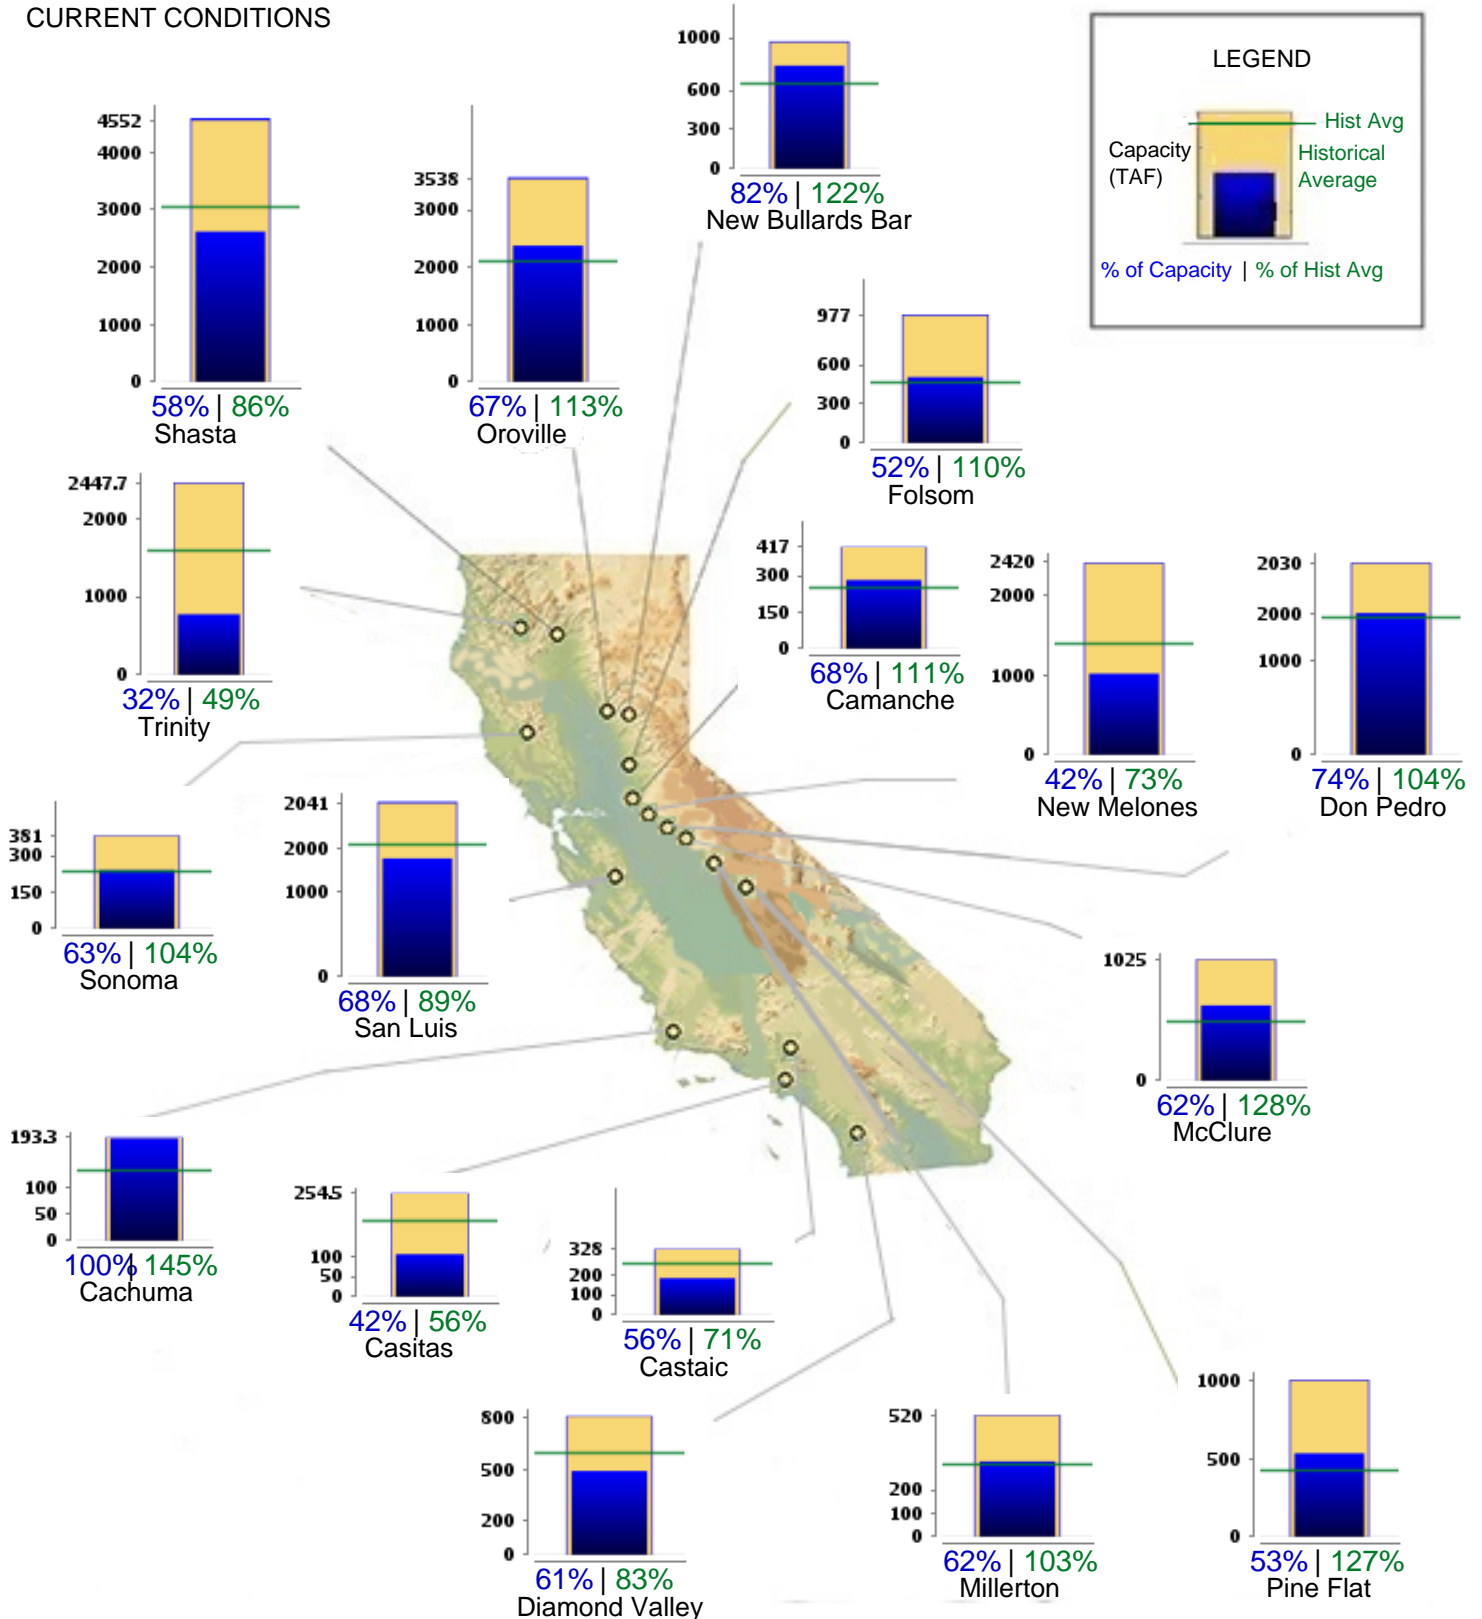 CURRENT CONDITIONS
1000
600
300
0
82% | 122%
New Bullards Bar
LEGEND
Hist Avg
Capacity
(TAF)
Historical
Average
% of Capacity | % of Hist Avg
4552
4000
3000
2000
1000
0
58% | 86%
Shasta
3538
3000
2000
1000
0
67% | 113%
Oroville
977
600
300
0
52% | 110%
Folsom
2447.7
2000
1000
0
32% | 49%
Trinity
417
300
150
0
68% | 111%
Camanche
2420
2000
1000
0
42% | 73%
New Melones
2030
2000
1000
0
74% | 104%
Don Pedro
381
300
150
0
63% | 104%
Sonoma
2041
2000
1000
0
68% | 89%
San Luis
1025
0
62% | 128%
McClure
193.3
100
50
0
100% | 145%
Cachuma
254.5
100
50
0
42% | 56%
Casitas
328
200
100
0
56% | 71%
Castaic
800
500
200
0
61% | 83%
Diamond Valley
520
200
100
0
62% | 103%
Millerton
1000
500
0
53% | 127%
Pine Flat